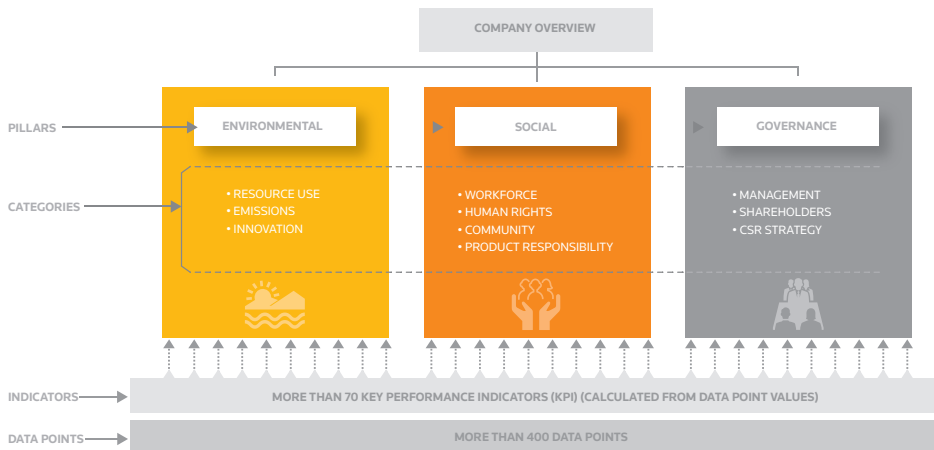 COMPANY OVERVIEW
PILLARS
ENVIRONMENTAL
SOCIAL
GOVERNANCE
CATEGORIES
• RESOURCE USE
• EMISSIONS
• INNOVATION
• WORKFORCE
• HUMAN RIGHTS
• COMMUNITY
• PRODUCT RESPONSIBILITY
• MANAGEMENT
• SHAREHOLDERS
• CSR STRATEGY
INDICATORS
MORE THAN 70 KEY PERFORMANCE INDICATORS (KPI) (CALCULATED FROM DATA POINT VALUES)
DATA POINTS
MORE THAN 400 DATA POINTS